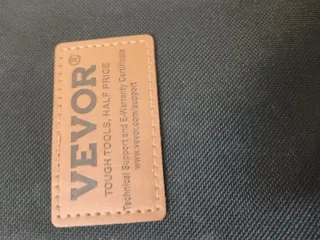 VEVOR®
TOUGH TOOLS, HALF PRICE
Technical Support and E-Warranty Certificate
www.vevor.com/support